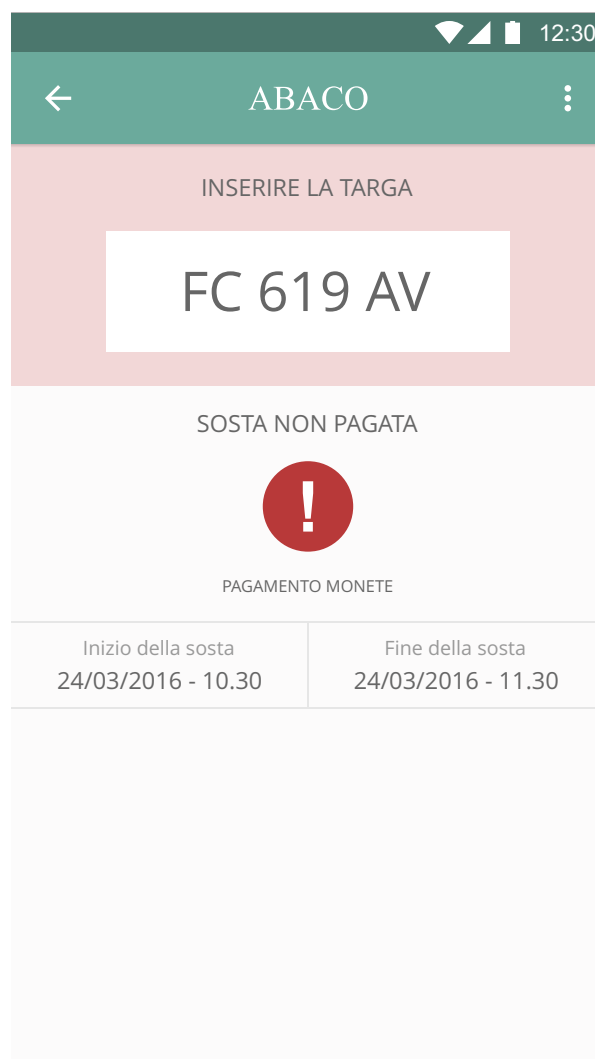 12:30
ABACO
INSERIRE LA TARGA
FC 619 AV
SOSTA NON PAGATA
!
PAGAMENTO MONETE
Inizio della sosta
24/03/2016 - 10.30
Fine della sosta
24/03/2016 - 11.30